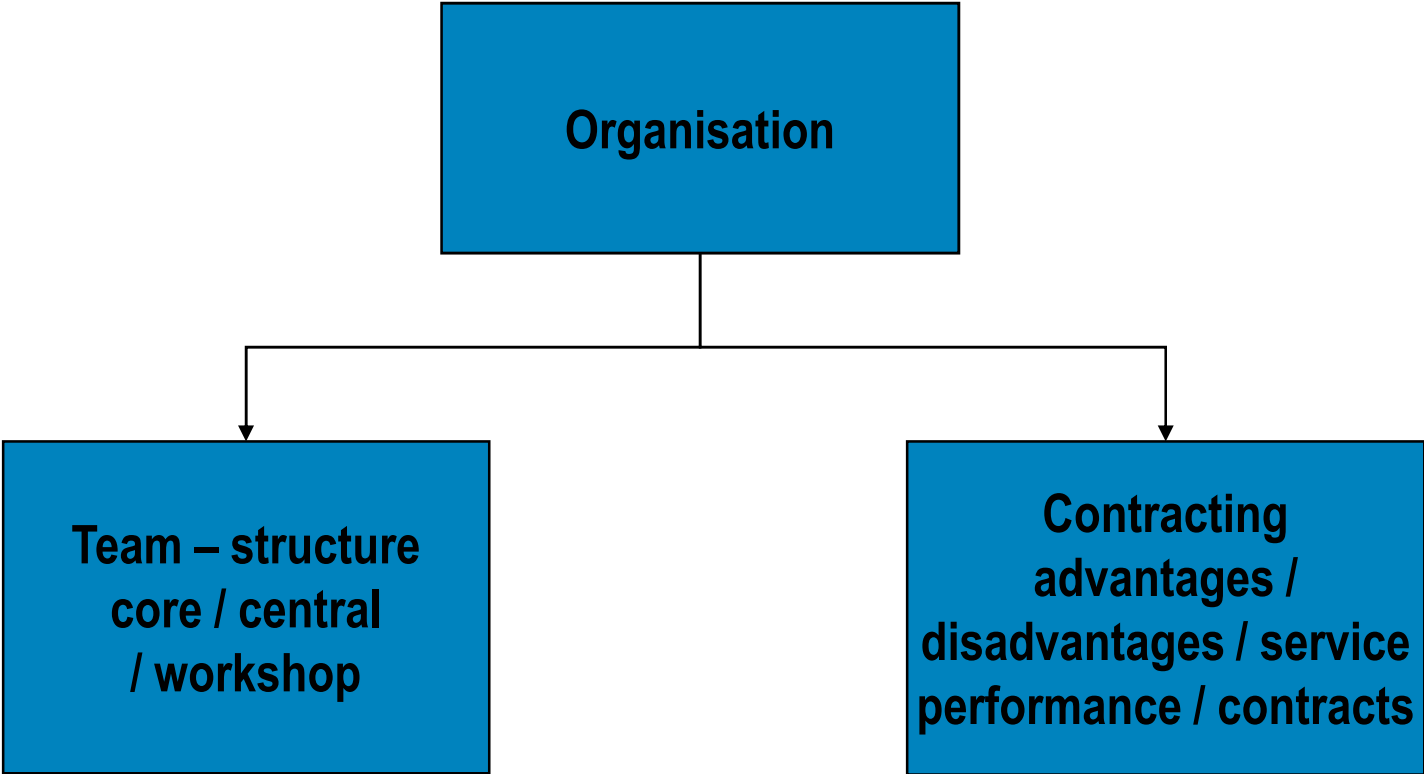 Organisation
Team – structure
core / central
/ workshop
Contracting
advantages /
disadvantages / service
performance / contracts